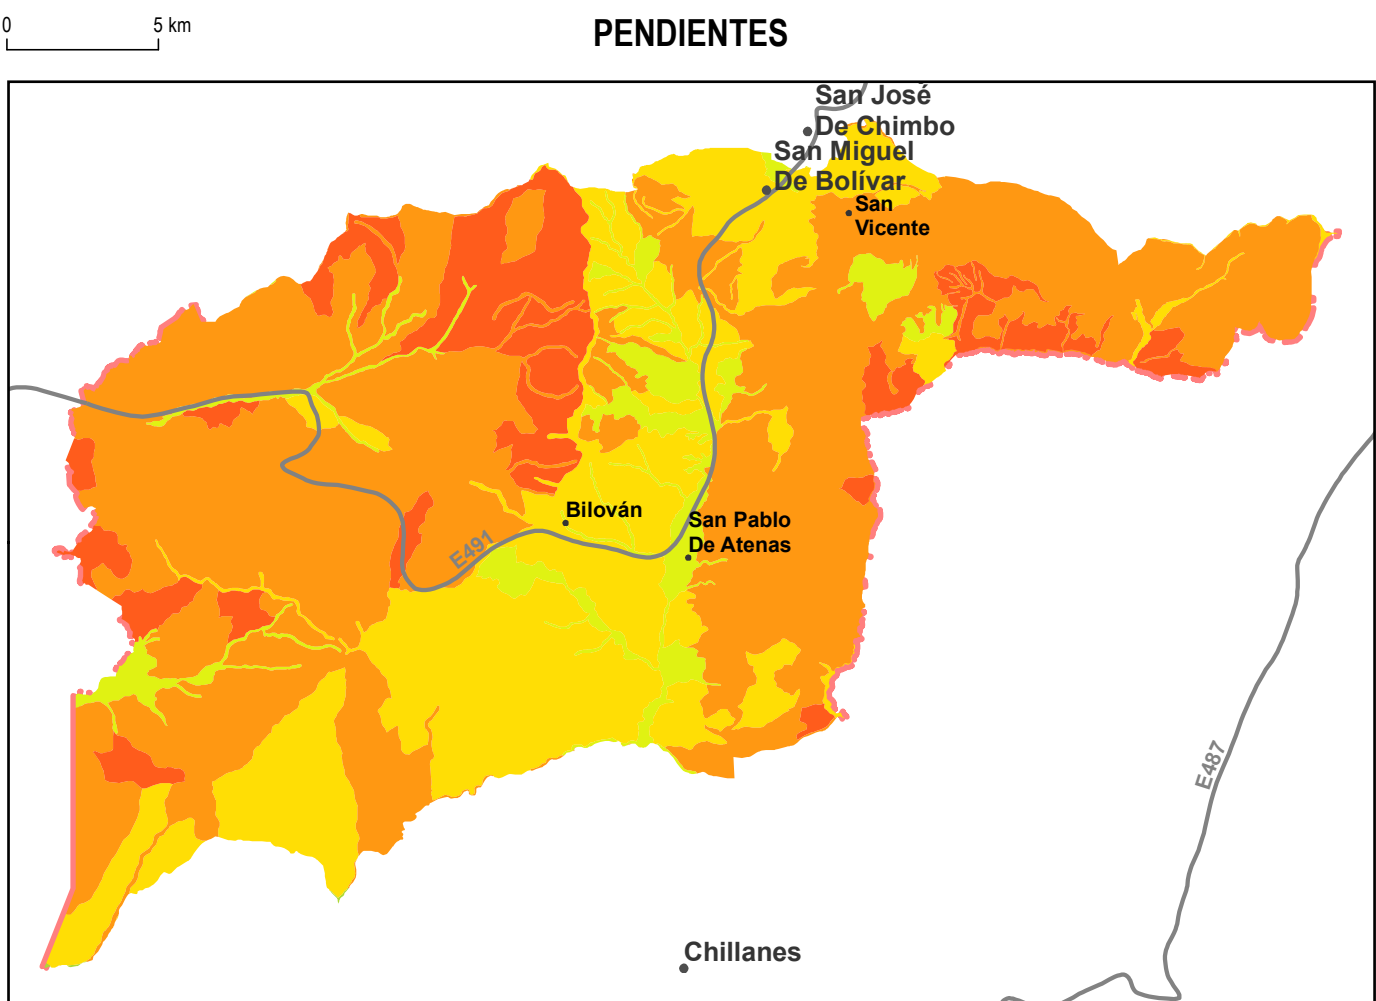 0 5 km
PENDIENTES
San José
De Chimbo
San Miguel
De Bolívar
San
Vicente
Bilován
San Pablo
De Atenas
E491
E487
Chillanes